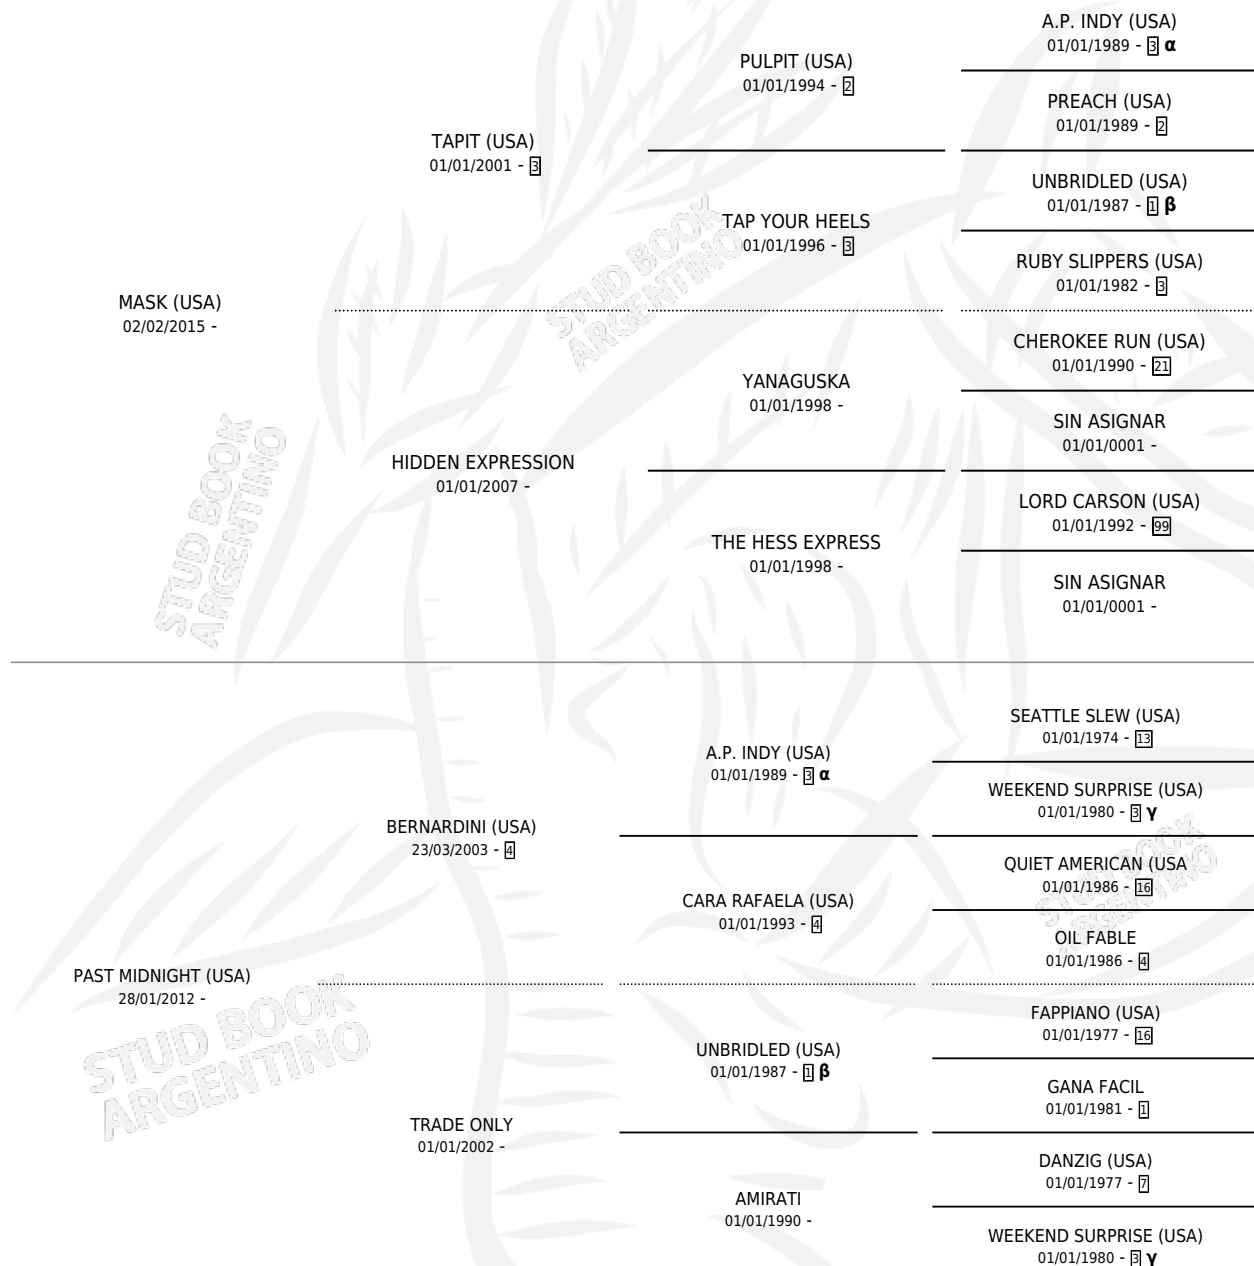 A.P. INDY (USA)
01/01/1989 - 3 α
PULPIT (USA)
01/01/1994 - 2
PREACH (USA)
01/01/1989 - 2
TAPIT (USA)
01/01/2001 - 3
UNBRIDLED (USA)
01/01/1987 - 1 β
TAP YOUR HEELS
01/01/1996 - 3
RUBY SLIPPERS (USA)
01/01/1982 - 3
MASK (USA)
02/02/2015 -
CHEROKEE RUN (USA)
01/01/1990 - 21
YANAGUSKA
01/01/1998 -
SIN ASIGNAR
01/01/0001 -
HIDDEN EXPRESSION
01/01/2007 -
LORD CARSON (USA)
01/01/1992 - 99
THE HESS EXPRESS
01/01/1998 -
SIN ASIGNAR
01/01/0001 -
STUD BOOK
ARGENTINO
STUD BOOK
ARGENTINO
SEATTLE SLEW (USA)
01/01/1974 - 13
A.P. INDY (USA)
01/01/1989 - 3 α
WEEKEND SURPRISE (USA)
01/01/1980 - 3 γ
BERNARDINI (USA)
23/03/2003 - 4
QUIET AMERICAN (USA
01/01/1986 - 16
CARA RAFAELA (USA)
01/01/1993 - 4
OIL FABLE
01/01/1986 - 4
PAST MIDNIGHT (USA)
28/01/2012 -
FAPPIANO (USA)
01/01/1977 - 16
UNBRIDLED (USA)
01/01/1987 - 1 β
GANA FACIL
01/01/1981 - 1
TRADE ONLY
01/01/2002 -
DANZIG (USA)
01/01/1977 - 7
AMIRATI
01/01/1990 -
WEEKEND SURPRISE (USA)
01/01/1980 - 3 γ
STUD BOOK
ARGENTINO
STUD BOOK
ARGENTINO